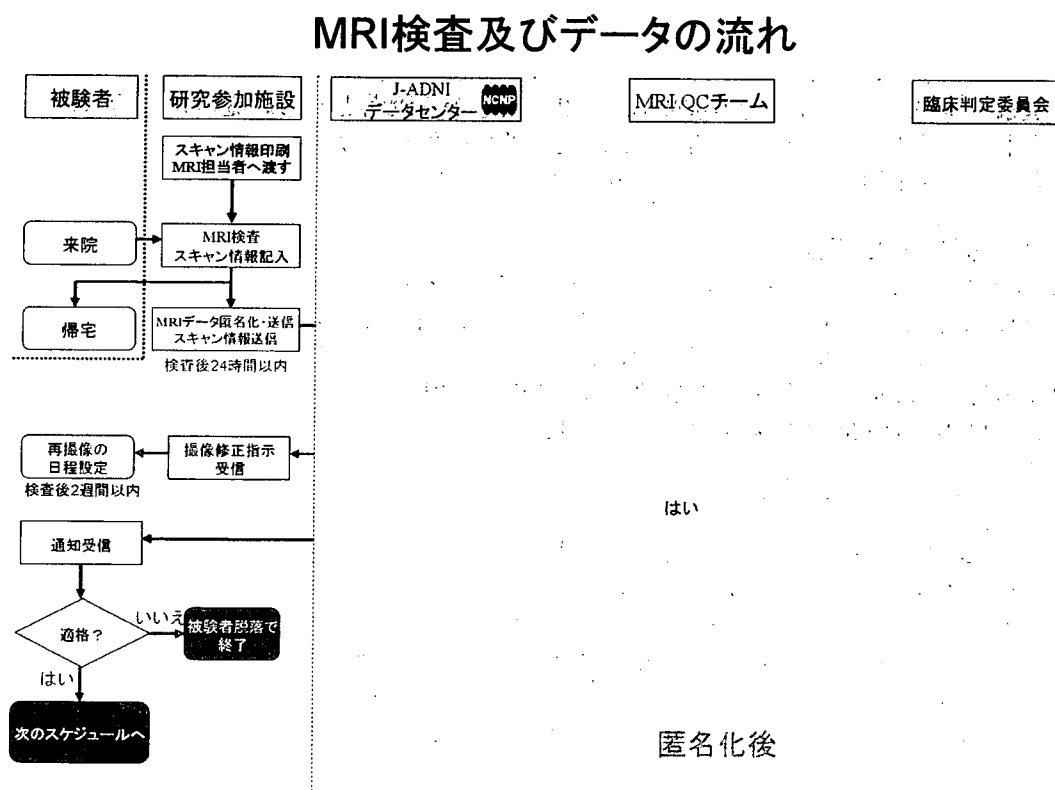 MRI検査及びデータの流れ
被験者
研究参加施設
J-ADNI
データセンター
NCNP
MRI QCチーム
臨床判定委員会
スキャン情報印刷
MRI担当者へ渡す
来院
MRI検査
スキャン情報記入
帰宅
MRIデータ匿名化・送信
スキャン情報送信
検査後24時間以内
再撮像の
日程設定
撮像修正指示
受信
検査後2週間以内
はい
通知受信
適格？
いいえ
被験者脱落で
終了
はい
次のスケジュールへ
匿名化後